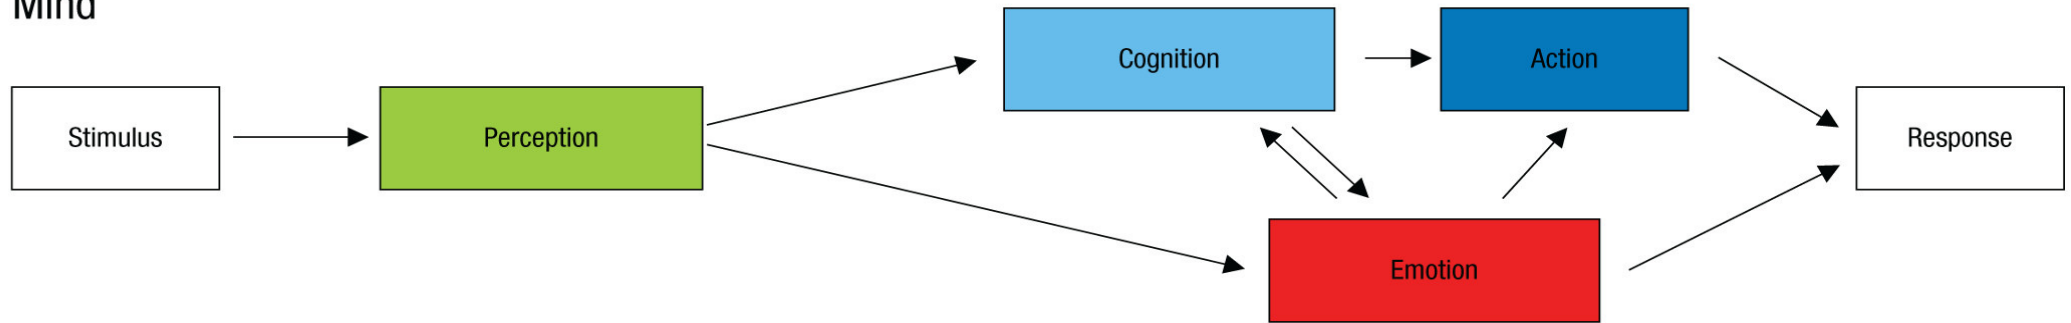 Mind
Cognition
Action
Stimulus
Perception
Response
Emotion